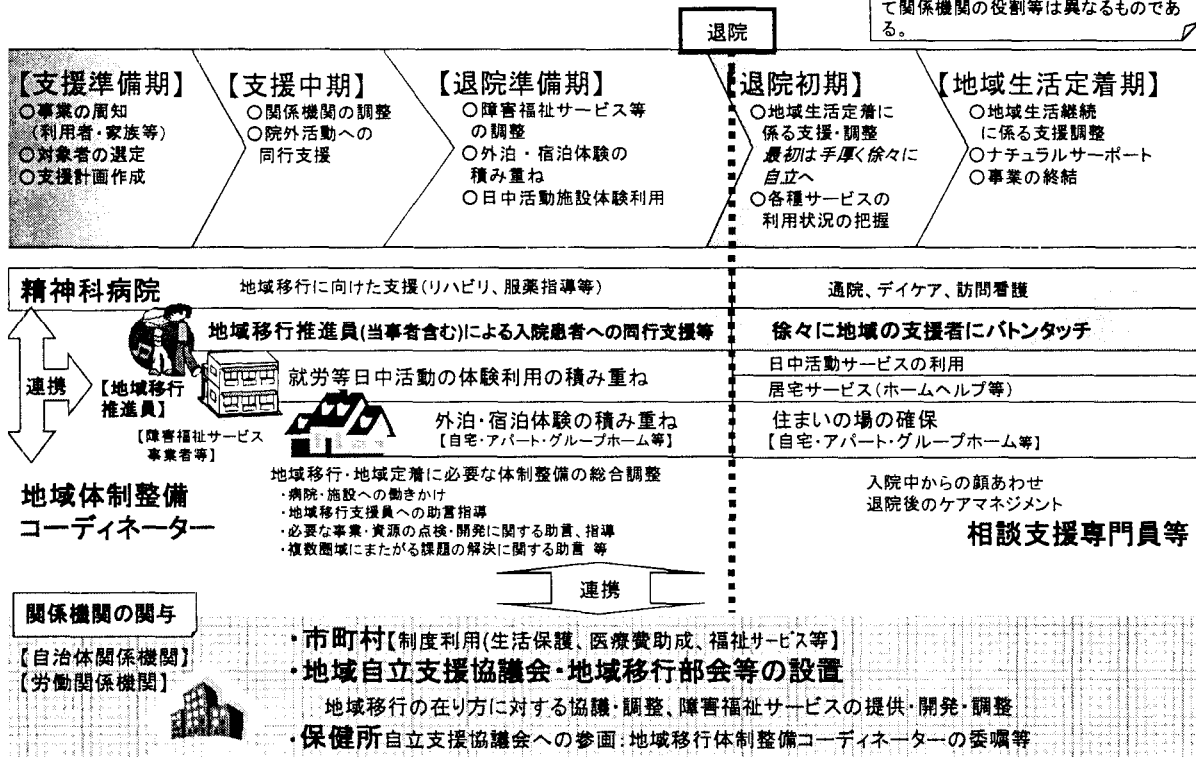 て関係機関の役割等は異なるものであ
る。
退院
【支援準備期】
○事業の周知
(利用者・家族等)
○対象者の選定
○支援計画作成
【支援中期】
○関係機関の調整
○院外活動への
同行支援
【退院準備期】
○障害福祉サービス等
の調整
○外泊・宿泊体験の
積み重ね
○日中活動施設体験利用
【退院初期】
○地域生活定着に
係る支援・調整
最初は手厚く徐々に
自立へ
○各種サービスの
利用状況の把握
【地域生活定着期】
○地域生活継続
に係る支援調整
○ナチュラルサーポート
○事業の終結
精神科病院
地域移行に向けた支援(リハビリ、服薬指導等)
通院、デイケア、訪問看護
地域移行推進員(当事者含む)による入院患者への同行支援等
徐々に地域の支援者にバトンタッチ
連携
【地域移行
推進員】
【障害福祉サービス
事業者等】
就労等日中活動の体験利用の積み重ね
日中活動サービスの利用
居宅サービス(ホームヘルプ等)
外泊・宿泊体験の積み重ね
【自宅・アパート・グループホーム等】
住まいの場の確保
【自宅・アパート・グループホーム等】
地域体制整備
コーディネーター
地域移行・地域定着に必要な体制整備の総合調整
・病院・施設への働きかけ
・地域移行支援員への助言指導
・必要な事業・資源の点検・開発に関する助言、指導
・複数圏域にまたがる課題の解決に関する助言 等
入院中からの顔あわせ
退院後のケアマネジメント
相談支援専門員等
連携
関係機関の関与
【自治体関係機関】
【労働関係機関】
・市町村【制度利用(生活保護、医療費助成、福祉サービス等】
・地域自立支援協議会・地域移行部会等の設置
地域移行の在り方に対する協議・調整、障害福祉サービスの提供・開発・調整
・保健所自立支援協議会への参画:地域移行体制整備コーディネーターの委嘱等